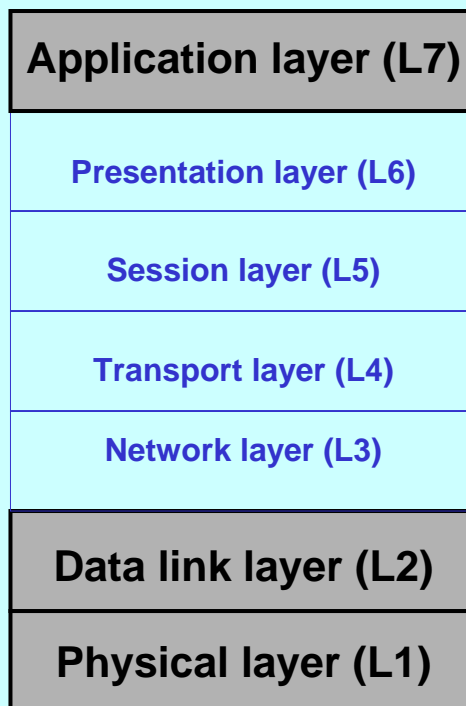 Application layer (L7)
Presentation layer (L6)
Session layer (L5)
Transport layer (L4)
Network layer (L3)
Data link layer (L2)
Physical layer (L1)